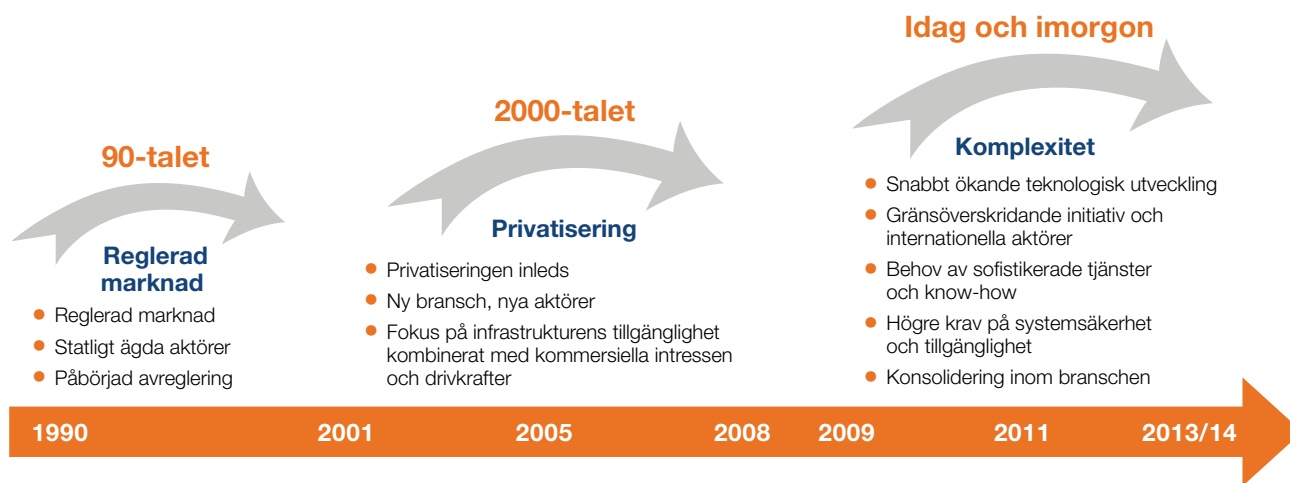 90-talet
Reglerad
marknad
● Reglerad marknad
● Statligt ägda aktörer
● Påbörjad avreglering
2000-talet
Privatisering
● Privatiseringen inleds
● Ny bransch, nya aktörer
● Fokus på infrastrukturens tillgänglighet
kombinerat med kommersiella intressen
och drivkrafter
Idag och imorgon
Komplexitet
● Snabbt ökande teknologisk utveckling
● Gränsöverskridande initiativ och
internationella aktörer
● Behov av sofistikerade tjänster
och know-how
● Högre krav på systemsäkerhet
och tillgänglighet
● Konsolidering inom branschen
1990 2001 2005 2008 2009 2011 2013/14